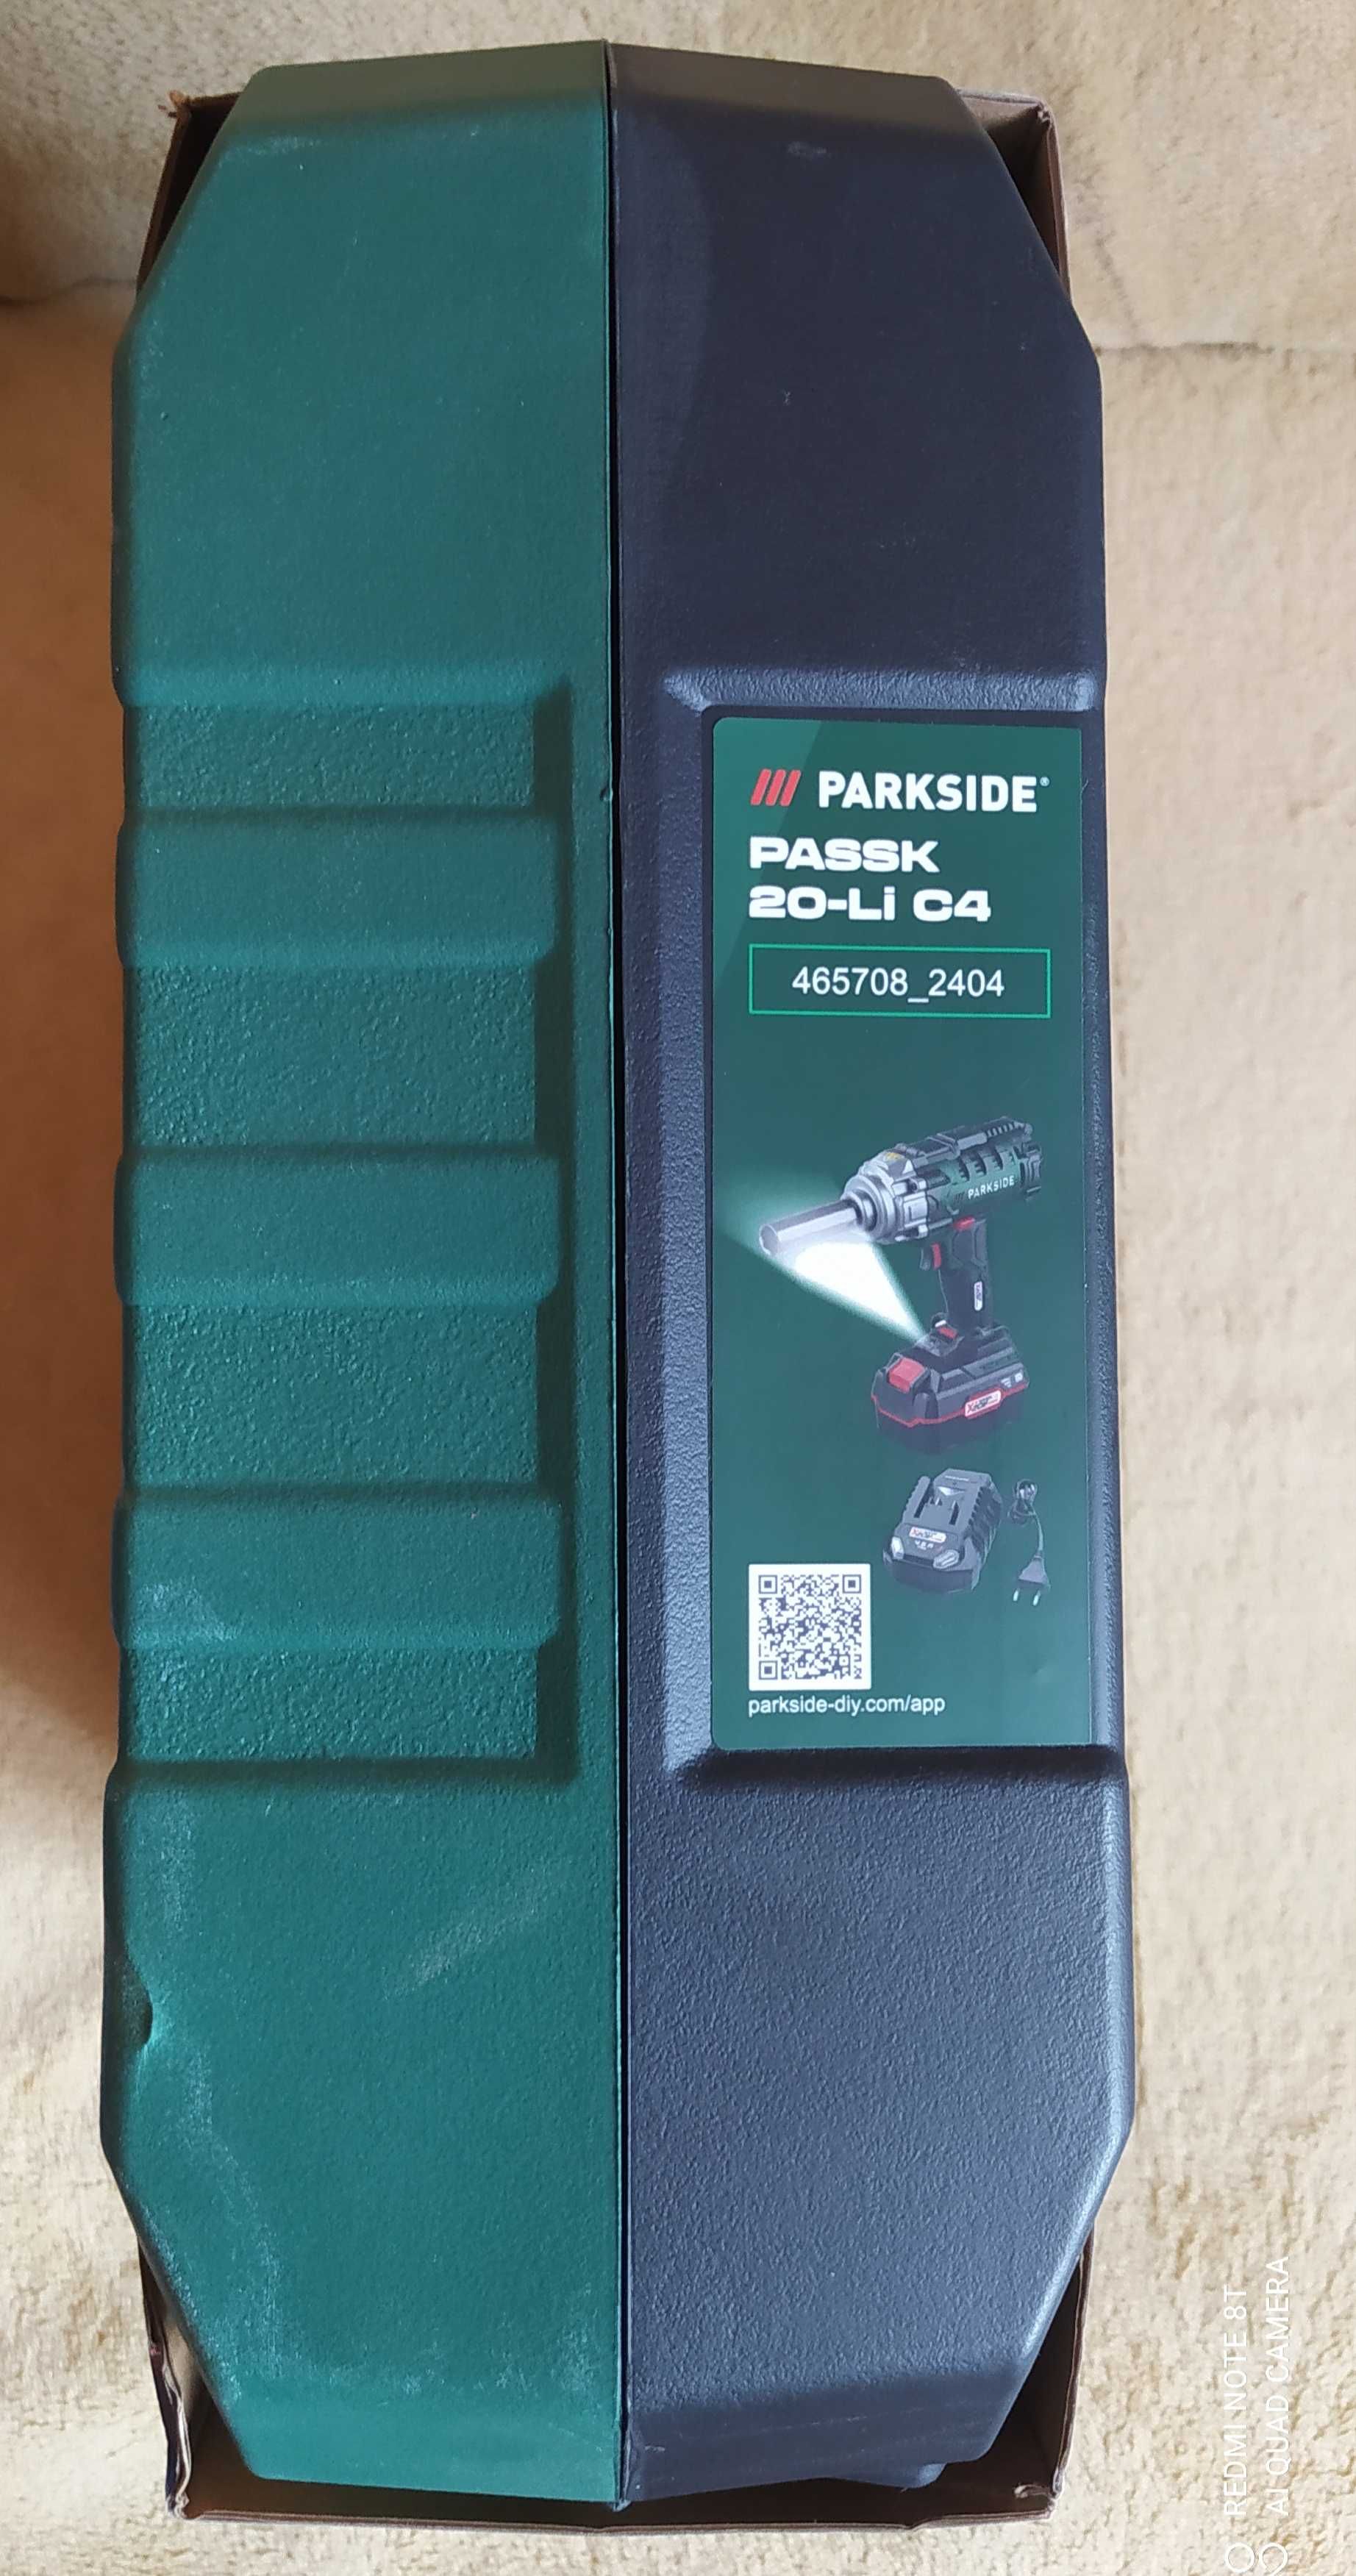 PARKSIDE®
PASSK
20-Li C4
465708_2404
PARKSIDE
parkside-diy.com/app
REDMI NOTE 8T
AI QUAD CAMERA